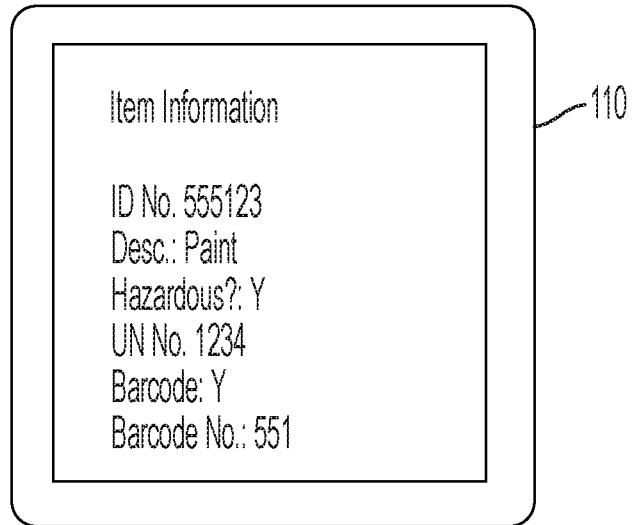 Item Information
110
ID No. 555123
Desc.: Paint
Hazardous?: Y
UN No. 1234
Barcode: Y
Barcode No.: 551